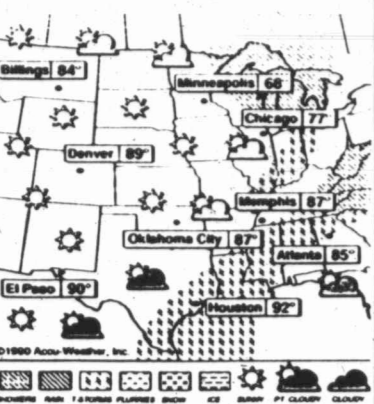 Billings 84°
Minneapolis 68
Chicago 77°
Denver 89°
Memphis 87°
Oklahoma City 87°
Atlanta 85°
El Paso 90°
Houston 92°
©1990 Accu-Weather, Inc.
SHOWERS RAIN T-STORMS FLURRIES SNOW ICE SUNNY PT. CLOUDY CLOUDY